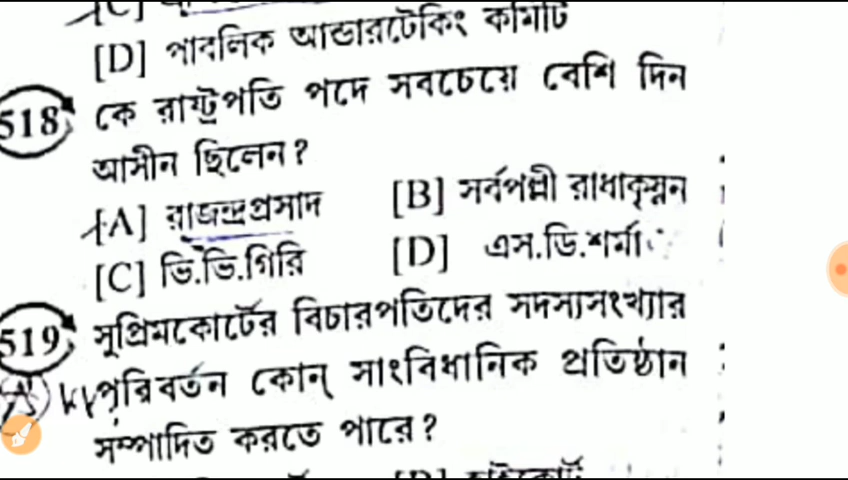 [C]
[D] পাবলিক আন্ডারটেকিং কমিটি
518. কে রাষ্ট্রপতি পদে সবচেয়ে বেশি দিন
আসীন ছিলেন?
[A] রাজেন্দ্রপ্রসাদ [B] সর্বপল্লী রাধাকৃষ্ণন
[C] ভি.ভি.গিরি [D] এস.ডি.শর্মা
519. সুপ্রিমকোর্টের বিচারপতিদের সদস্যসংখ্যার
পরিবর্তন কোন্ সাংবিধানিক প্রতিষ্ঠান
সম্পাদিত করতে পারে?
[D] হাইকোর্ট